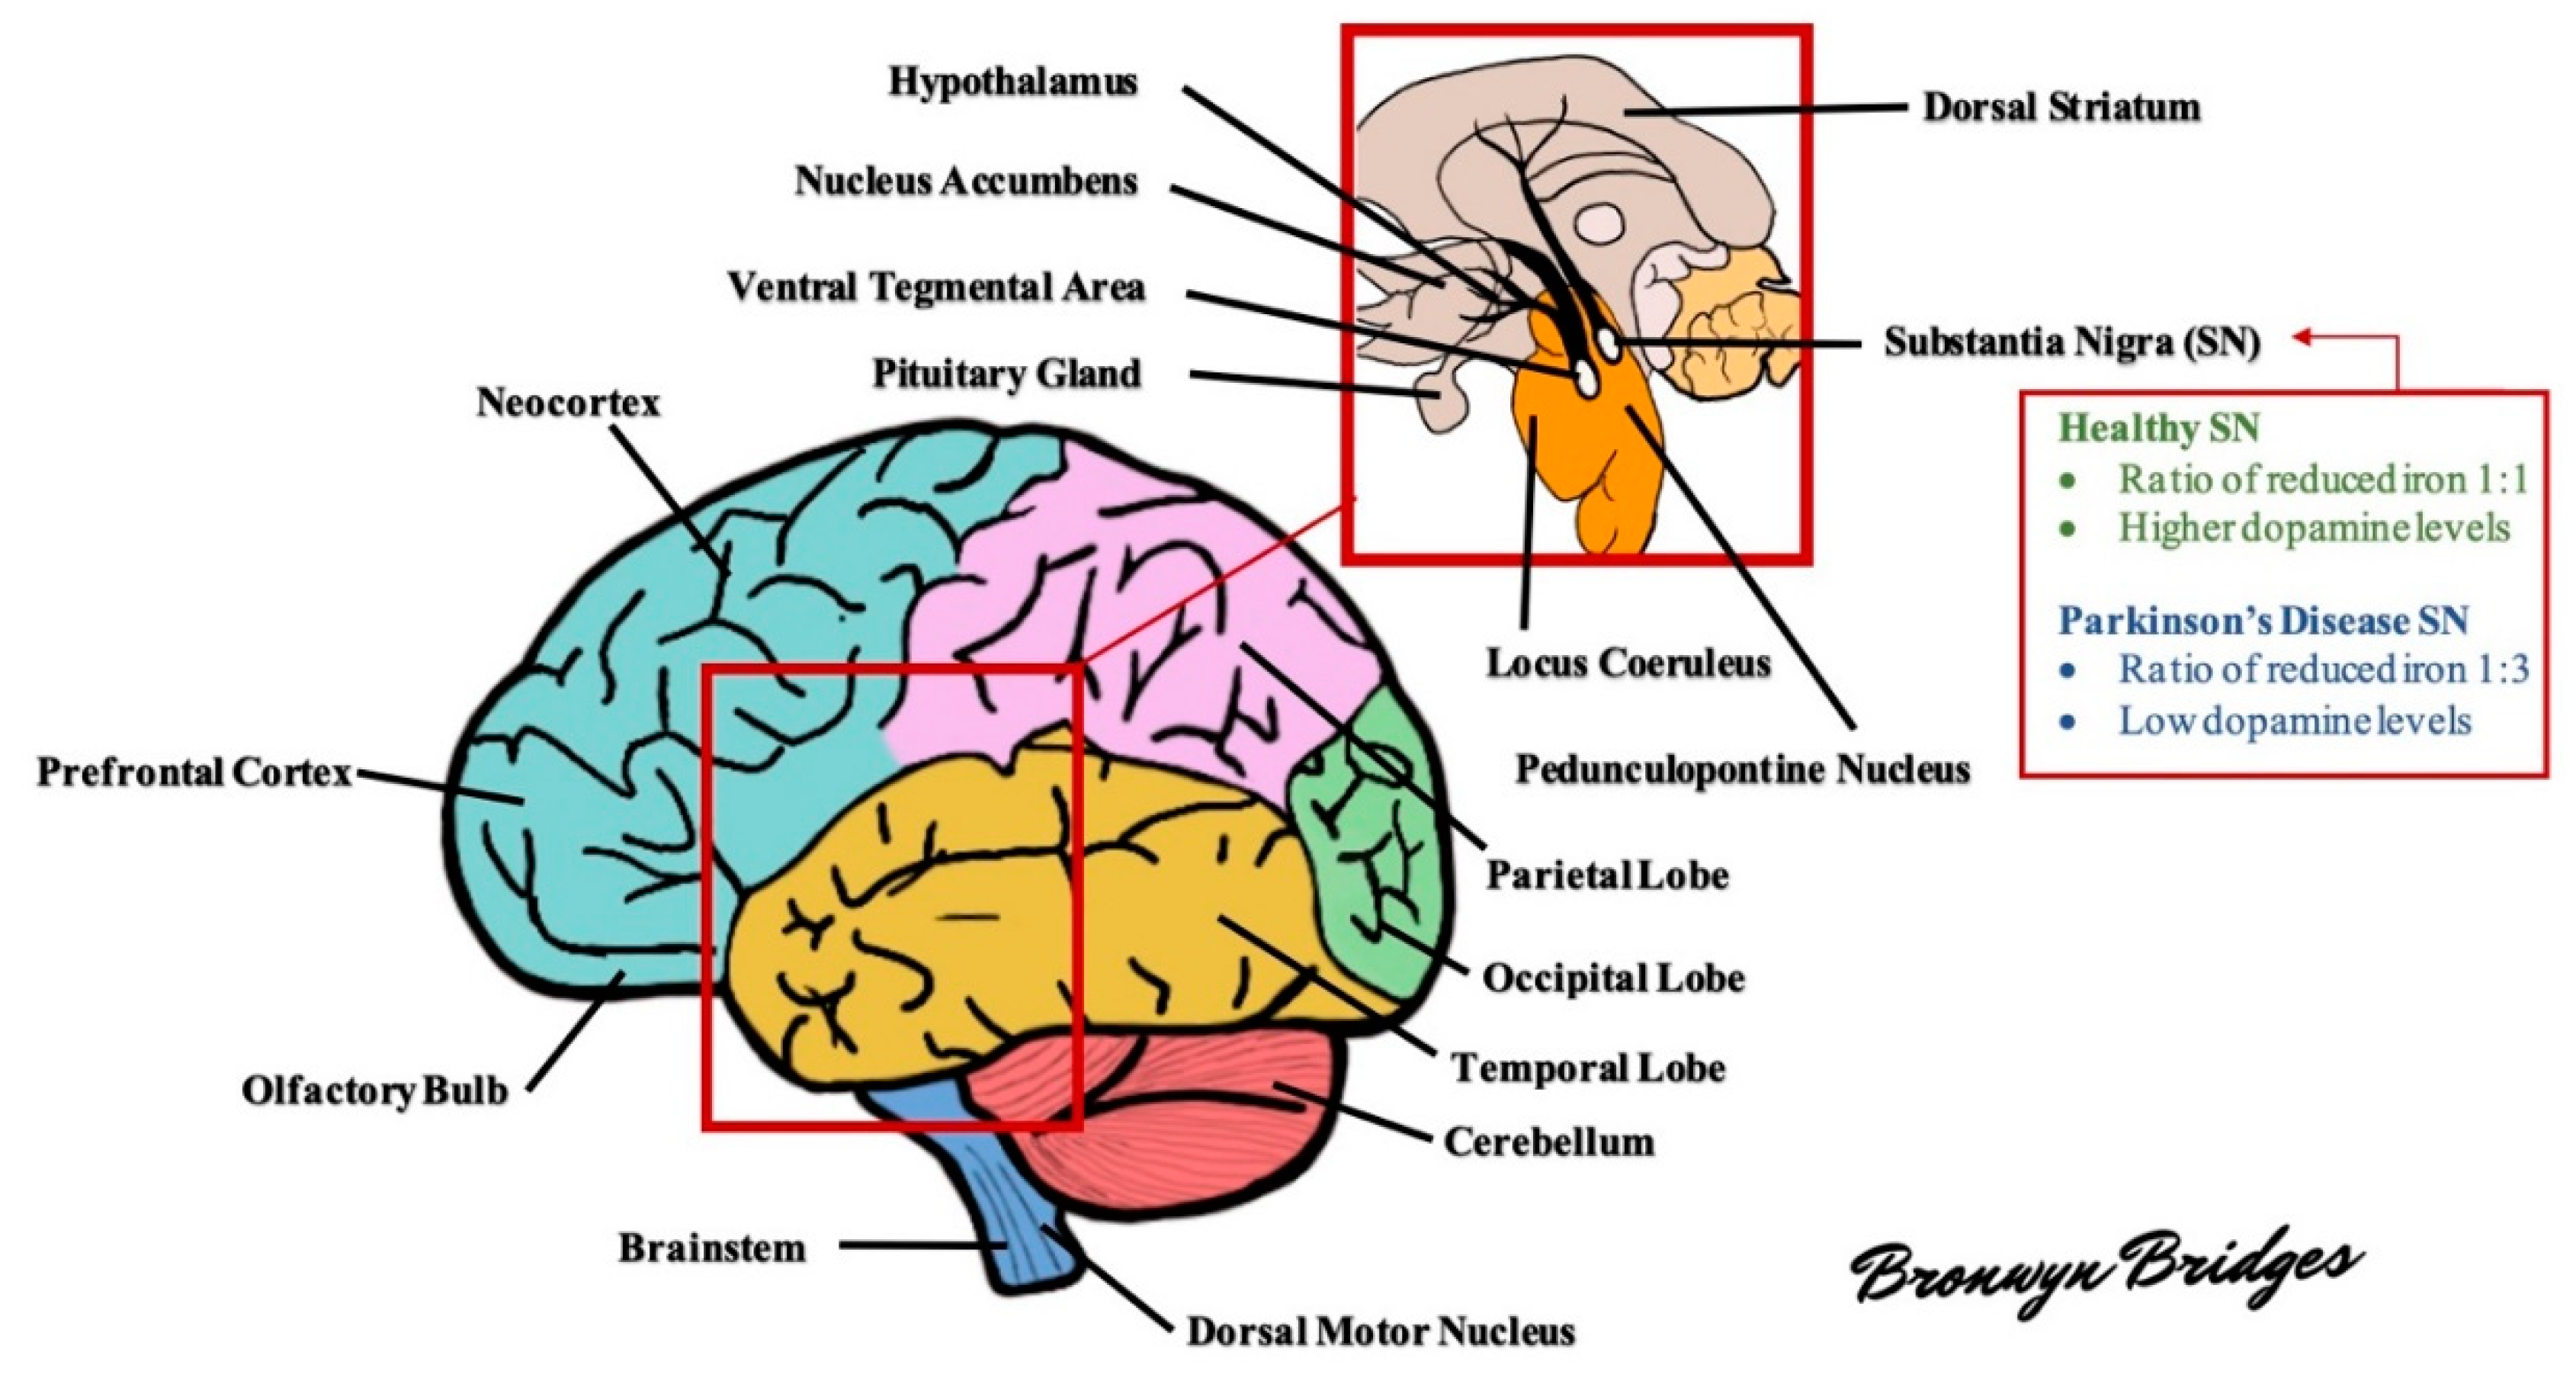 Hypothalamus
Dorsal Striatum
Nucleus Accumbens
Ventral Tegmental Area
Substantia Nigra (SN)
Pituitary Gland
Neocortex
Healthy SN
• Ratio of reduced iron 1:1
• Higher dopamine levels
Parkinson's Disease SN
• Ratio of reduced iron 1:3
• Low dopamine levels
Locus Coeruleus
Pedunculopontine Nucleus
Prefrontal Cortex
Parietal Lobe
Occipital Lobe
Temporal Lobe
Olfactory Bulb
Cerebellum
Brainstem
Dorsal Motor Nucleus
Bronwyn Bridges